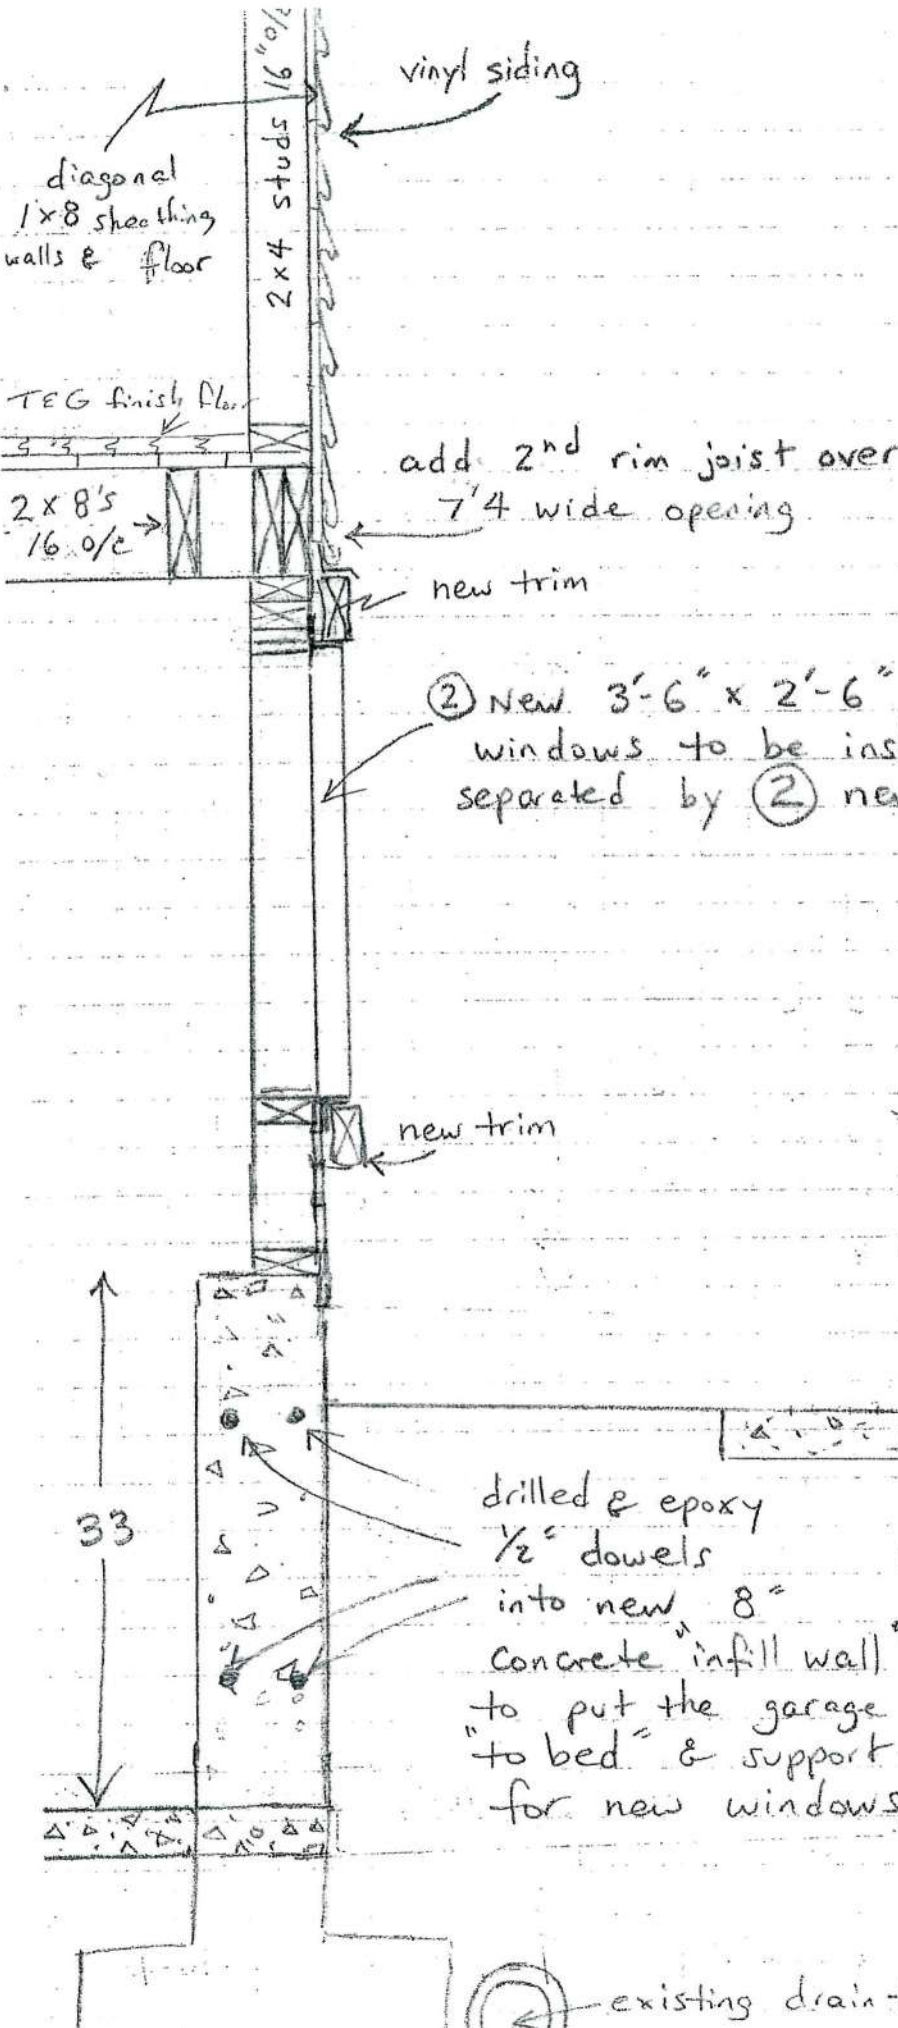 2x4 studs 16"o/c
vinyl siding
diagonal
1x8 sheathing
walls & floor
T&G finish floor
add 2nd rim joist over
7'4 wide opening
2x8's
16 o/c
new trim
② New 3'-6" x 2'-6"
windows to be ins
separated by ② ne
new trim
33
drilled & epoxy
1/2" dowels
into new 8"
concrete "infill wall"
to put the garage
"to bed" & support
for new windows
existing drain-